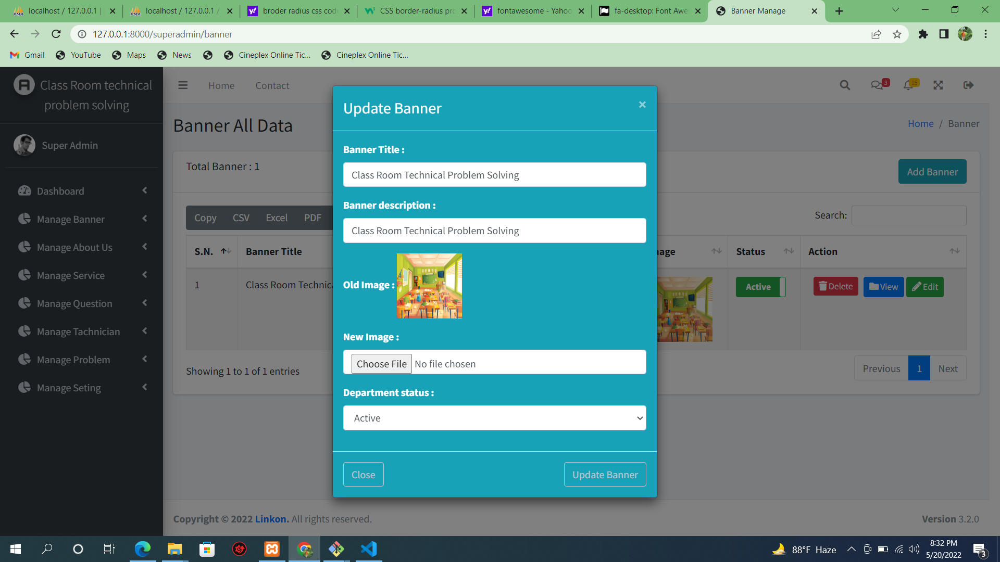 localhost / 127.0.0.1 |
localhost / 127.0.0.1 /
broder radius css cod
CSS border-radius pro
fontawesome - Yahoo
fa-desktop: Font Awe
Banner Manage
127.0.0.1:8000/superadmin/banner
Gmail
YouTube
Maps
News
Cineplex Online Tic...
Cineplex Online Tic...
Class Room technical
problem solving
Home
Contact
3
15
Super Admin
Dashboard
Manage Banner
Manage About Us
Manage Service
Manage Question
Manage Tachnician
Manage Problem
Manage Seting
Banner All Data
Home / Banner
Total Banner : 1
Add Banner
Copy CSV Excel PDF
Search:
S.N.
Banner Title
Status
Action
1
Class Room Technic
Active
Delete
View
Edit
Showing 1 to 1 of 1 entries
Previous 1 Next
Update Banner
×
Banner Title :
Class Room Technical Problem Solving
Banner description :
Class Room Technical Problem Solving
Old Image :
New Image :
Choose File No file chosen
Department status :
Active
Close
Update Banner
Copyright © 2022 Linkon. All rights reserved.
Version 3.2.0
88°F Haze
8:32 PM
5/20/2022
3